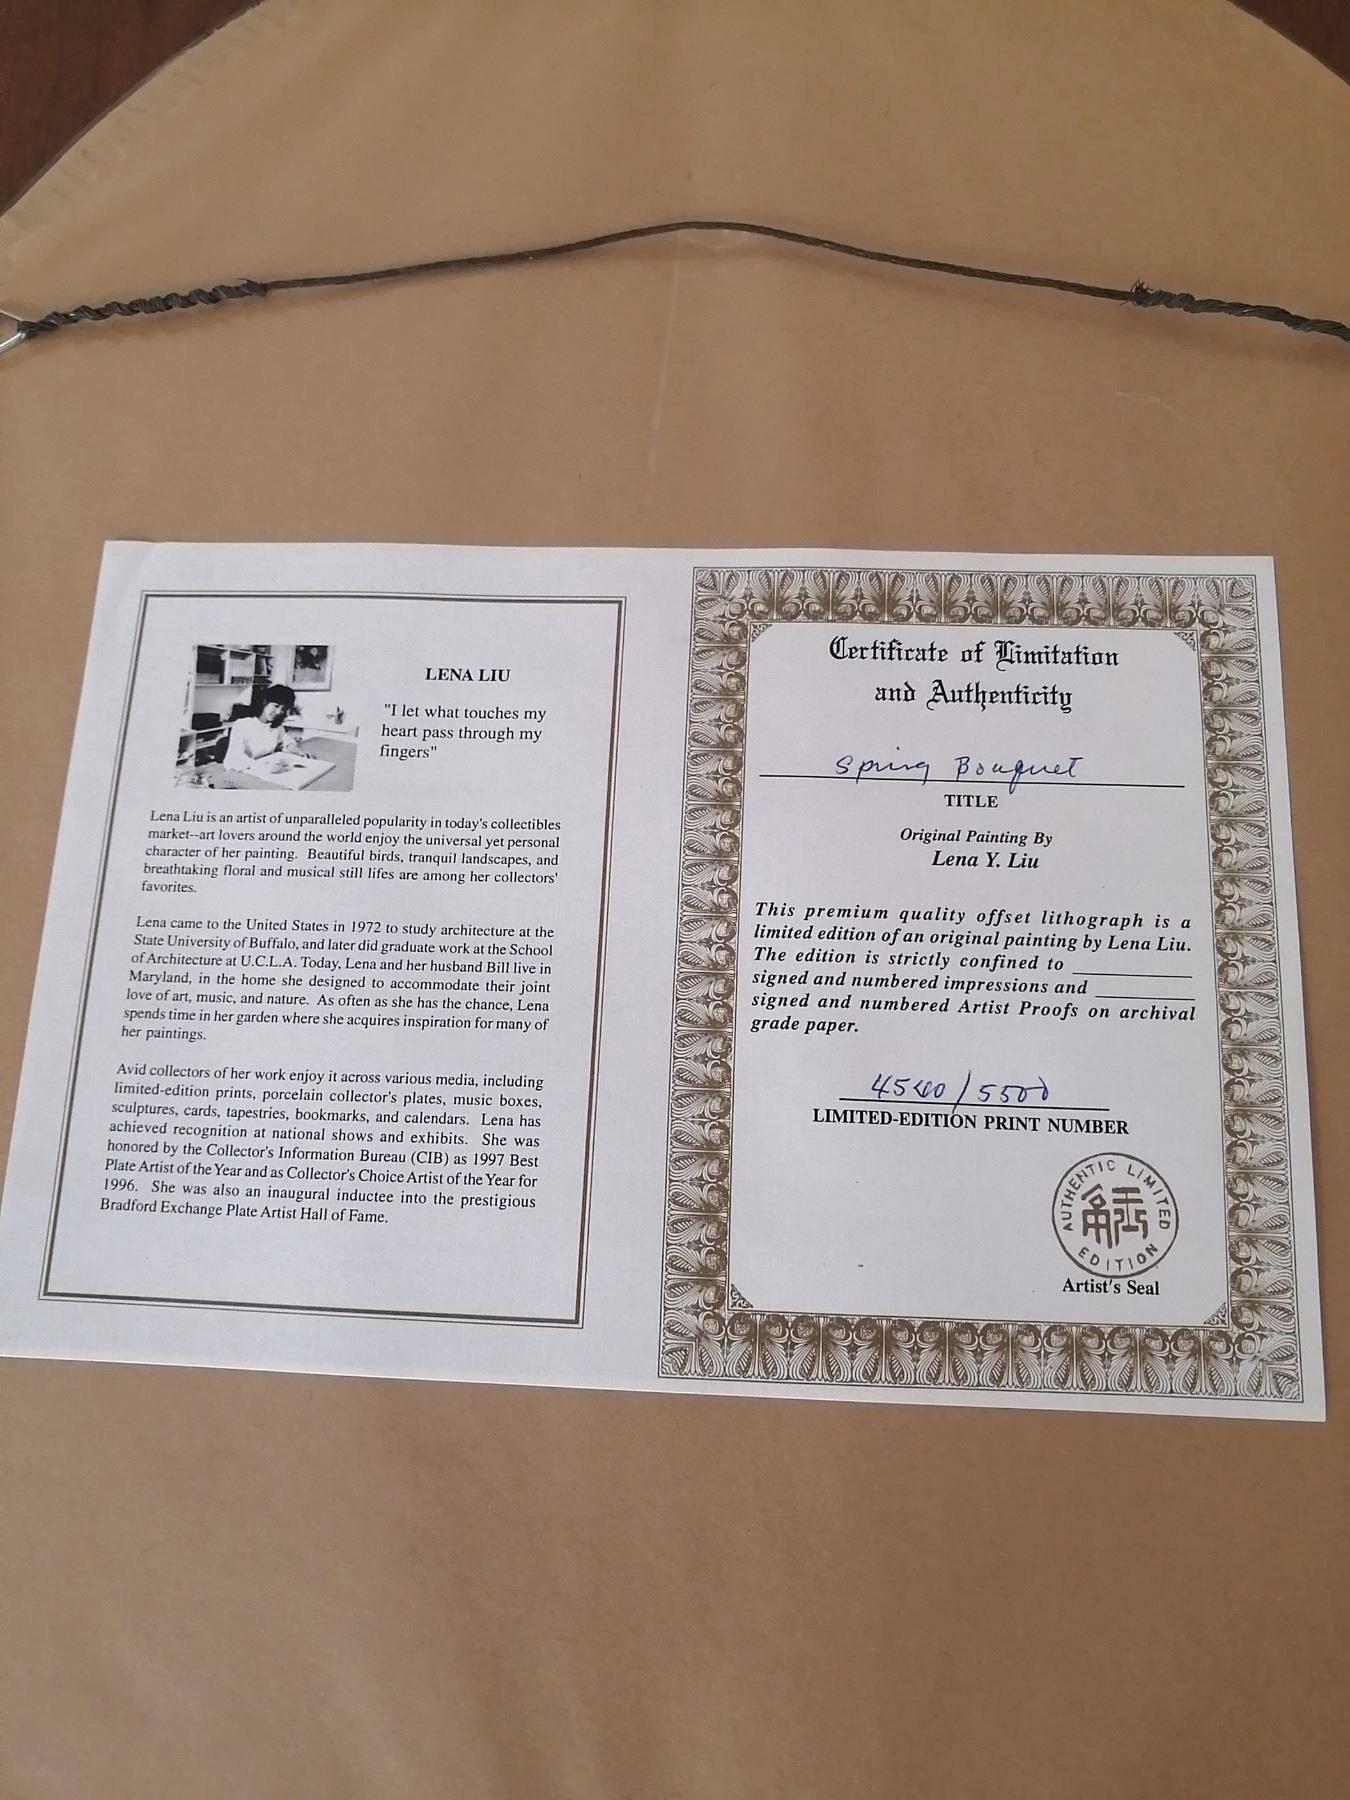 LENA LIU
"I let what touches my
heart pass through my
fingers"
Lena Liu is an artist of unparalleled popularity in today's collectibles
market--art lovers around the world enjoy the universal yet personal
character of her painting. Beautiful birds, tranquil landscapes, and
breathtaking floral and musical still lifes are among her collectors'
favorites.
Lena came to the United States in 1972 to study architecture at the
State University of Buffalo, and later did graduate work at the School
of Architecture at U.C.L.A. Today, Lena and her husband Bill live in
Maryland, in the home she designed to accommodate their joint
love of art, music, and nature. As often as she has the chance, Lena
spends time in her garden where she acquires inspiration for many of
her paintings.
Avid collectors of her work enjoy it across various media, including
limited-edition prints, porcelain collector's plates, music boxes,
sculptures, cards, tapestries, bookmarks, and calendars. Lena has
achieved recognition at national shows and exhibits. She was
honored by the Collector's Information Bureau (CIB) as 1997 Best
Plate Artist of the Year and as Collector's Choice Artist of the Year for
1996. She was also an inaugural inductee into the prestigious
Bradford Exchange Plate Artist Hall of Fame.
Certificate of Limitation
and Authenticity
Spring Bouquet
TITLE
Original Painting By
Lena Y. Liu
This premium quality offset lithograph is a
limited edition of an original painting by Lena Liu.
The edition is strictly confined to
signed and numbered impressions and
signed and numbered Artist Proofs on archival
grade paper.
4540/5500
LIMITED-EDITION PRINT NUMBER
AUTHENTIC LIMITED
EDITION
Artist's Seal